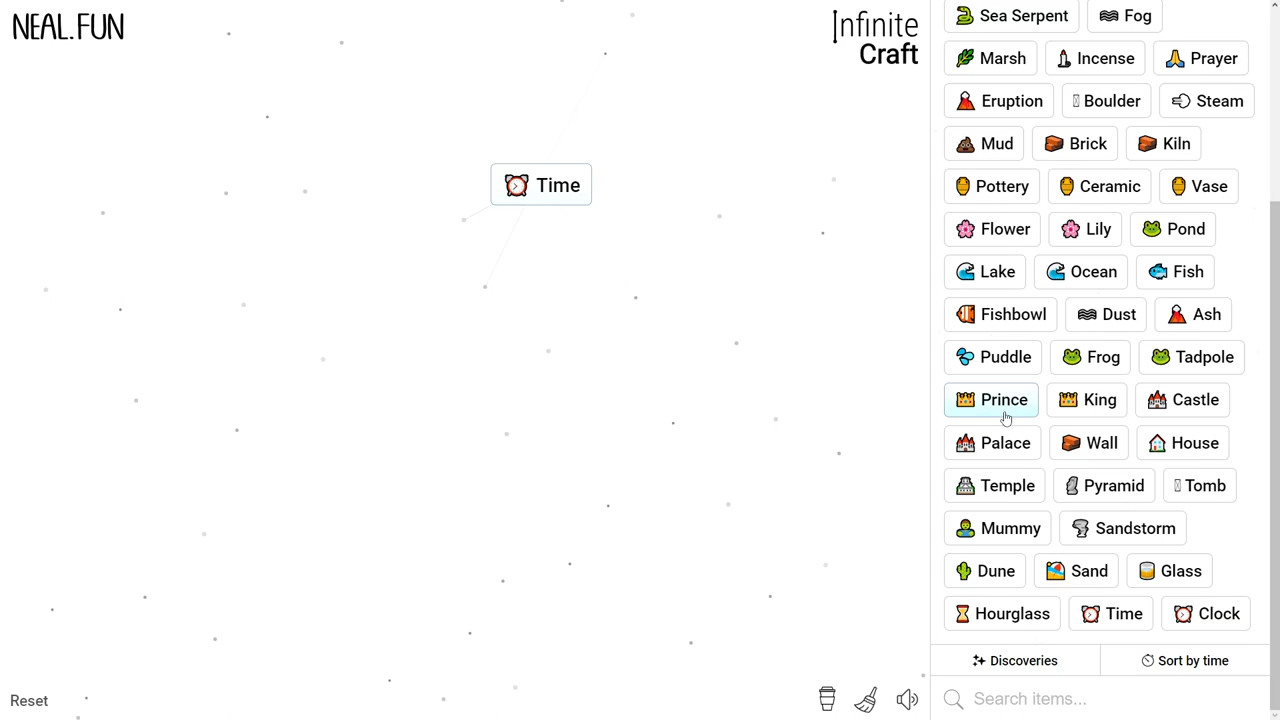 NEAL.FUN
Infinite
Craft
Sea Serpent Fog
Marsh Incense Prayer
Eruption Boulder Steam
Mud Brick Kiln
Pottery Ceramic Vase
Flower Lily Pond
Lake Ocean Fish
Fishbowl Dust Ash
Puddle Frog Tadpole
Prince King Castle
Palace Wall House
Temple Pyramid Tomb
Mummy Sandstorm
Dune Sand Glass
Hourglass Time Clock
Time
Discoveries Sort by time
Search items...
Reset